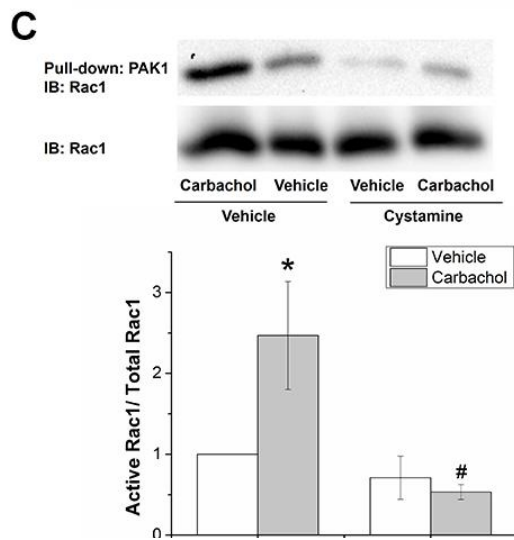 C
Pull-down: PAK1
IB: Rac1
IB: Rac1
Carbachol Vehicle Vehicle Carbachol
Vehicle Cystamine
Vehicle
Carbachol
Active Rac1/ Total Rac1
3
2
1
0
*
#